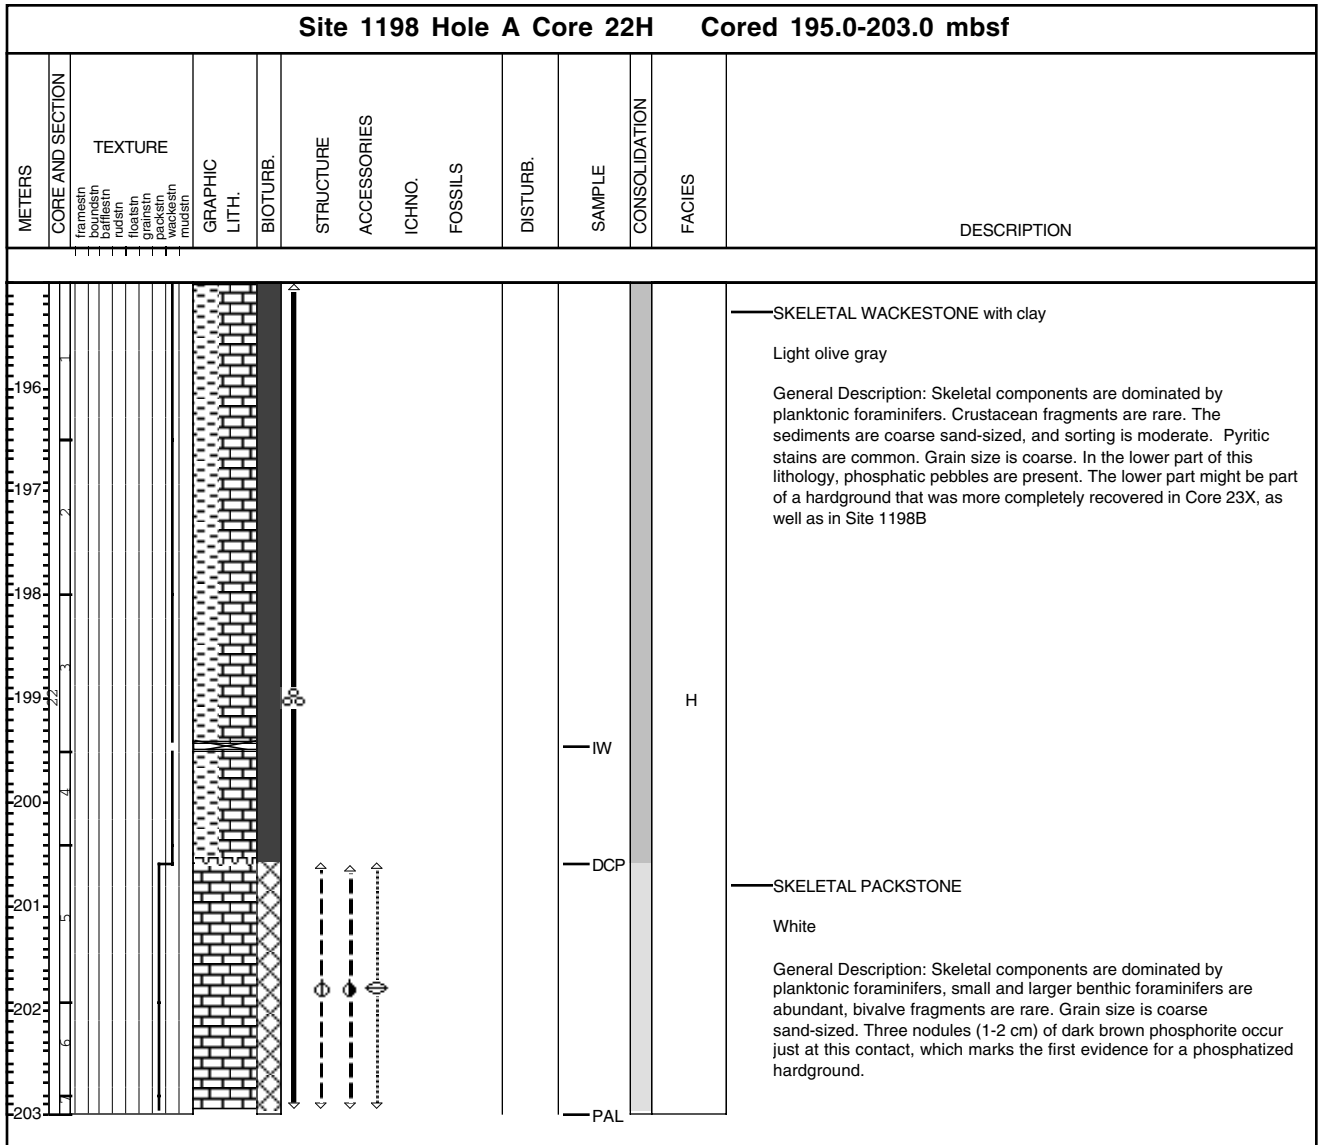 Site 1198 Hole A Core 22H Cored 195.0-203.0 mbsf
METERS
CORE AND SECTION
TEXTURE
framestn
boundstn
bafflestn
rudstn
floatstn
grainstn
packstn
wackestn
mudstn
GRAPHIC
LITH.
BIOTURB.
STRUCTURE
ACCESSORIES
ICHNO.
FOSSILS
DISTURB.
SAMPLE
CONSOLIDATION
FACIES
DESCRIPTION
SKELETAL WACKESTONE with clay
Light olive gray
General Description: Skeletal components are dominated by
planktonic foraminifers. Crustacean fragments are rare. The
sediments are coarse sand-sized, and sorting is moderate. Pyritic
stains are common. Grain size is coarse. In the lower part of this
lithology, phosphatic pebbles are present. The lower part might be part
of a hardground that was more completely recovered in Core 23X, as
well as in Site 1198B
1
196
197
2
198
3
199
22
H
IW
200
4
DCP
SKELETAL PACKSTONE
201
5
White
General Description: Skeletal components are dominated by
planktonic foraminifers, small and larger benthic foraminifers are
abundant, bivalve fragments are rare. Grain size is coarse
sand-sized. Three nodules (1-2 cm) of dark brown phosphorite occur
just at this contact, which marks the first evidence for a phosphatized
hardground.
202
6
7
203
PAL